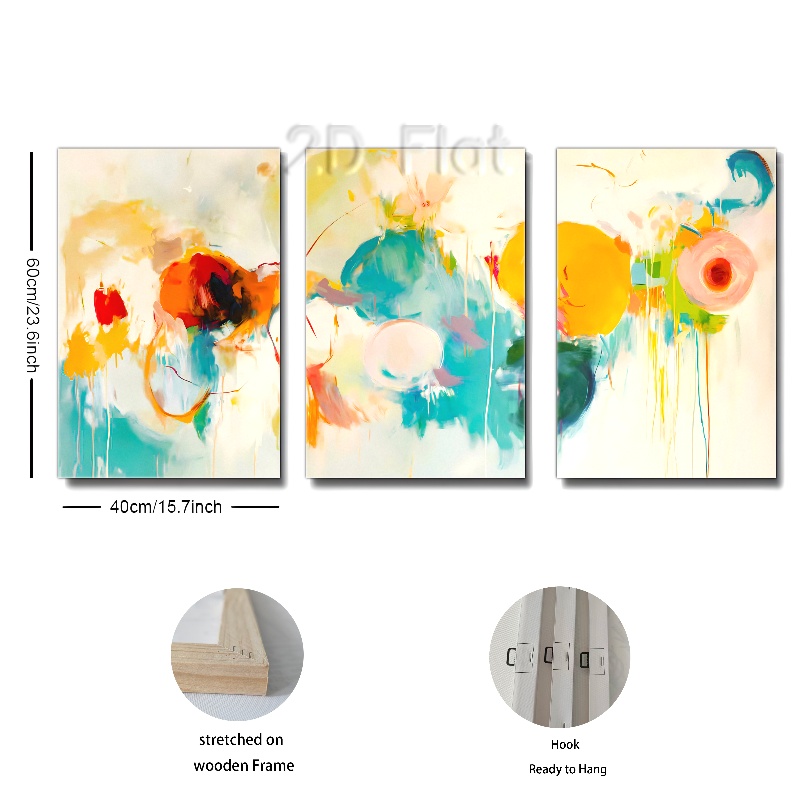 2D Flat
60cm/23.6inch
40cm/15.7inch
stretched on
wooden Frame
Hook
Ready to Hang